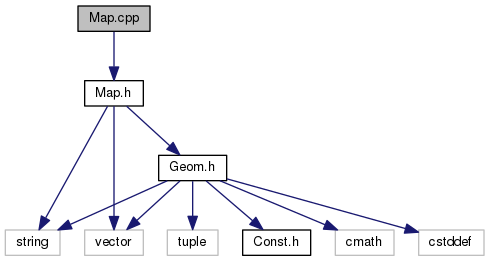 Map.cpp
Map.h
Geom.h
string
vector
tuple
Const.h
cmath
cstddef